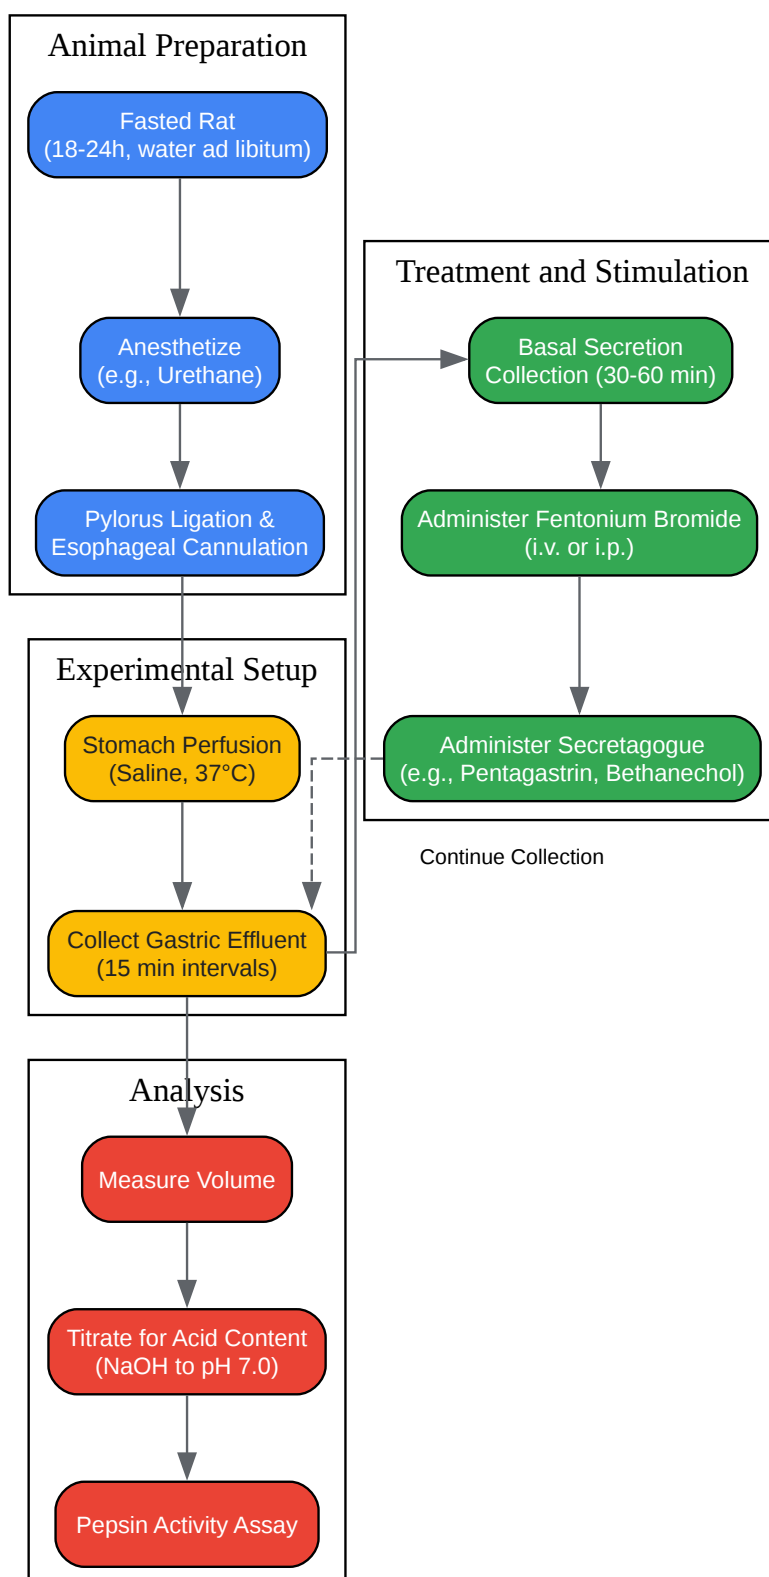 Animal Preparation
Fasted Rat
(18-24h, water ad libitum)
Anesthetize
(e.g., Urethane)
Pylorus Ligation &
Esophageal Cannulation
Treatment and Stimulation
Basal Secretion
Collection (30-60 min)
Administer Fentonium Bromide
(i.v. or i.p.)
Administer Secretagogue
(e.g., Pentagastrin, Bethanechol)
Continue Collection
Experimental Setup
Stomach Perfusion
(Saline, 37°C)
Collect Gastric Effluent
(15 min intervals)
Analysis
Measure Volume
Titrate for Acid Content
(NaOH to pH 7.0)
Pepsin Activity Assay